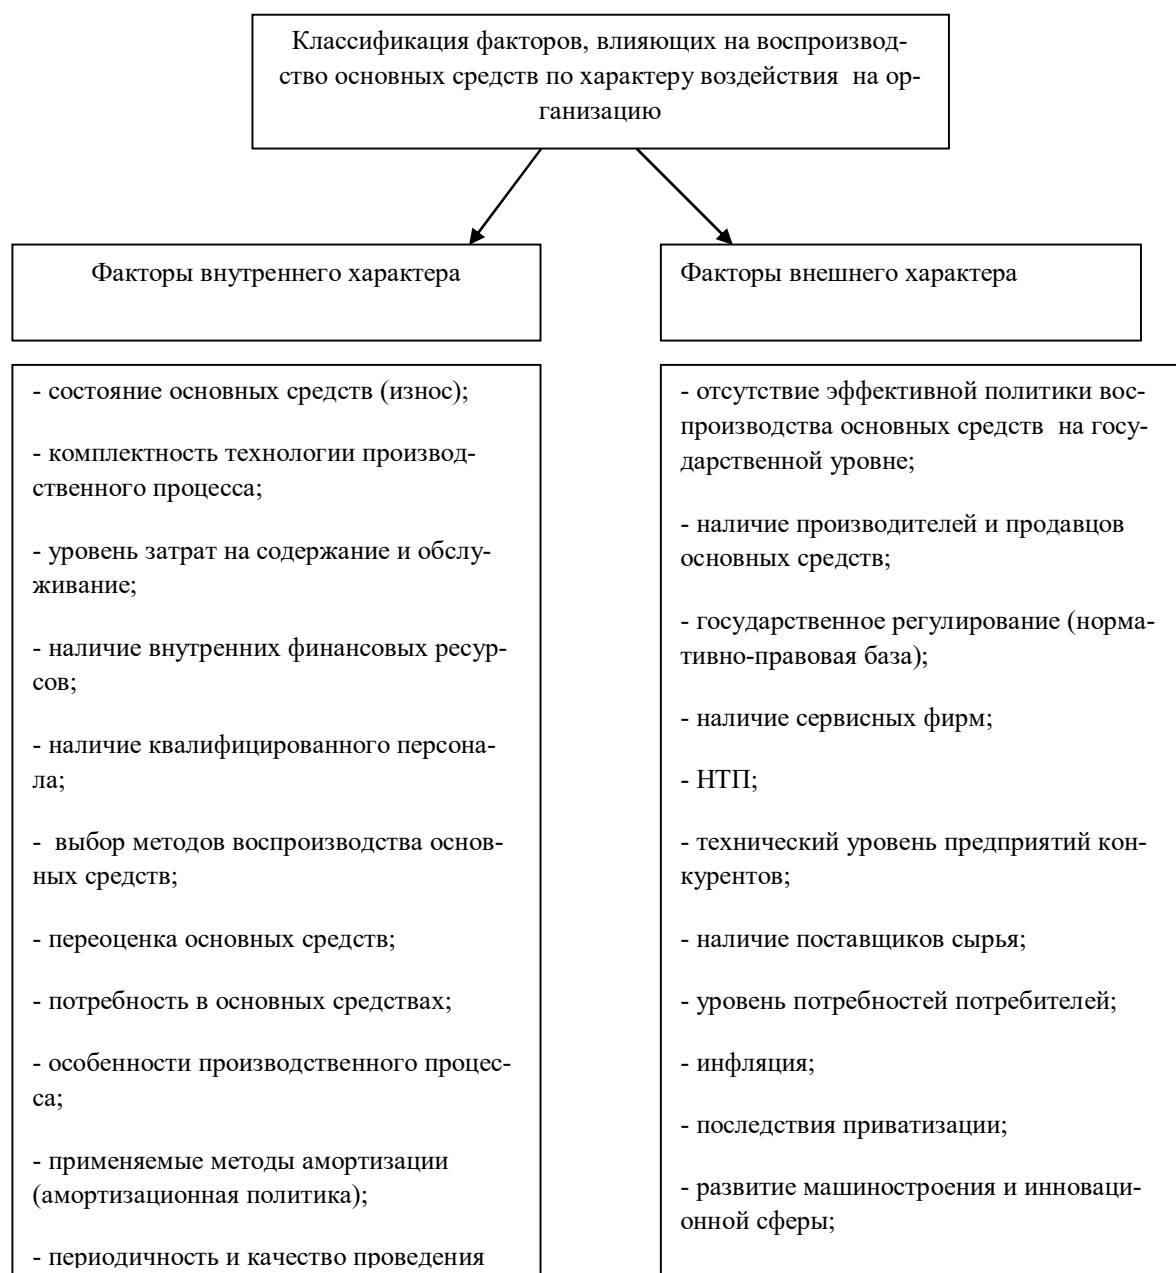 Классификация факторов, влияющих на воспроизвод-
ство основных средств по характеру воздействия  на ор-
ганизацию
Факторы внутреннего характера
- состояние основных средств (износ);
- комплектность технологии производ-
ственного процесса;
- уровень затрат на содержание и обслу-
живание;
- наличие внутренних финансовых ресур-
сов;
- наличие квалифицированного персона-
ла;
-  выбор методов воспроизводства основ-
ных средств;
- переоценка основных средств;
- потребность в основных средствах;
- особенности производственного процес-
са;
- применяемые методы амортизации
(амортизационная политика);
- периодичность и качество проведения
Факторы внешнего характера
- отсутствие эффективной политики вос-
производства основных средств  на госу-
дарственной уровне;
- наличие производителей и продавцов
основных средств;
- государственное регулирование (норма-
тивно-правовая база);
- наличие сервисных фирм;
- НТП;
- технический уровень предприятий кон-
курентов;
- наличие поставщиков сырья;
- уровень потребностей потребителей;
- инфляция;
- последствия приватизации;
- развитие машиностроения и инноваци-
онной сферы;